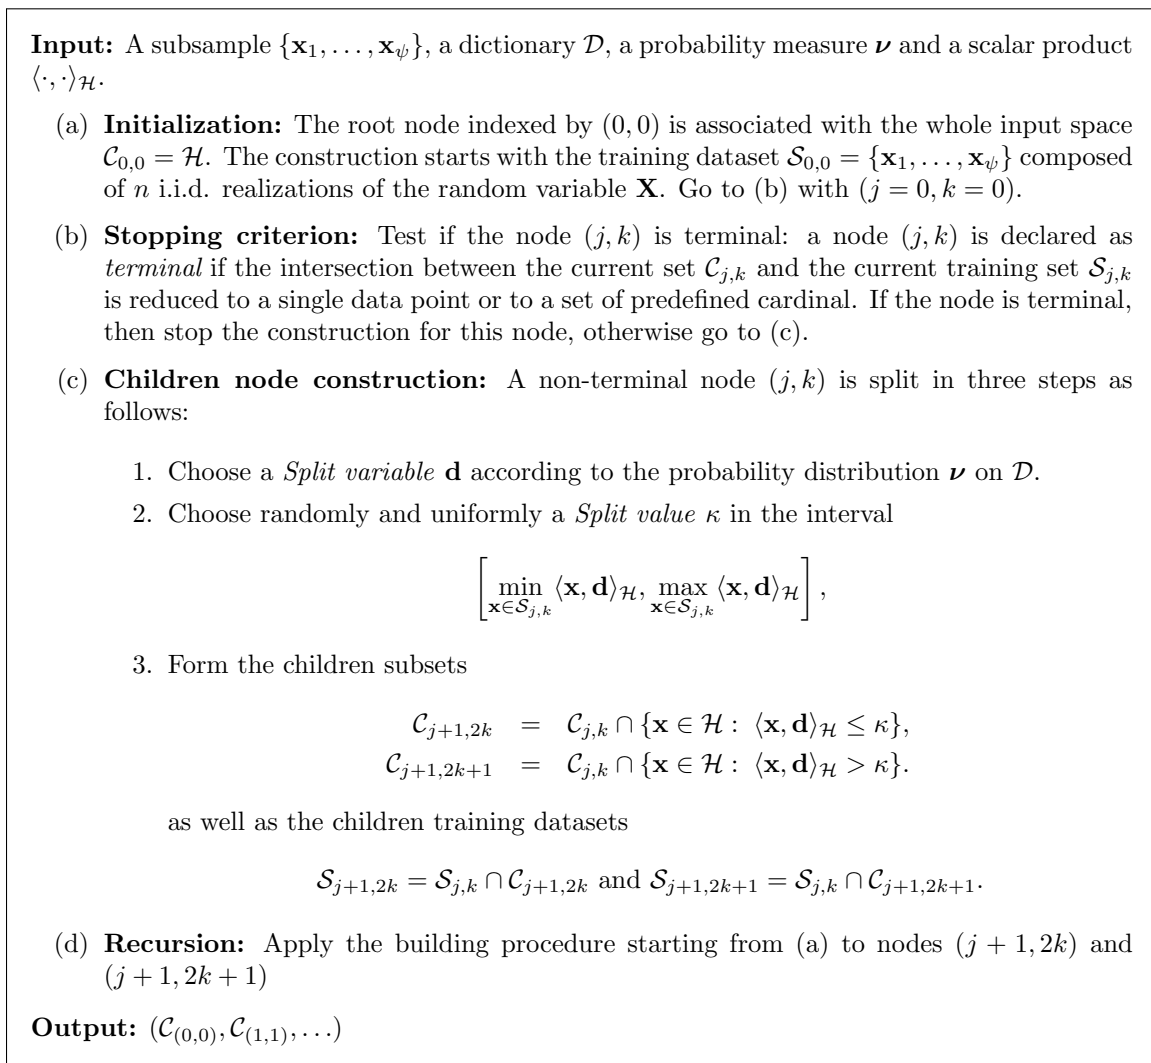 Input: A subsample {x₁, . . . , x_ψ}, a dictionary 𝒟, a probability measure ν and a scalar product
⟨·, ·⟩_ℋ.
(a) Initialization: The root node indexed by (0, 0) is associated with the whole input space
𝒞₀,₀ = ℋ. The construction starts with the training dataset 𝒮₀,₀ = {x₁, . . . , x_ψ} composed
of n i.i.d. realizations of the random variable X. Go to (b) with (j = 0, k = 0).
(b) Stopping criterion: Test if the node (j, k) is terminal: a node (j, k) is declared as
terminal if the intersection between the current set 𝒞_{j,k} and the current training set 𝒮_{j,k}
is reduced to a single data point or to a set of predefined cardinal. If the node is terminal,
then stop the construction for this node, otherwise go to (c).
(c) Children node construction: A non-terminal node (j, k) is split in three steps as
follows:
1. Choose a Split variable d according to the probability distribution ν on 𝒟.
2. Choose randomly and uniformly a Split value κ in the interval
[ min_{x∈𝒮_{j,k}} ⟨x, d⟩_ℋ, max_{x∈𝒮_{j,k}} ⟨x, d⟩_ℋ ],
3. Form the children subsets
𝒞_{j+1,2k} = 𝒞_{j,k} ∩ {x ∈ ℋ : ⟨x, d⟩_ℋ ≤ κ},
𝒞_{j+1,2k+1} = 𝒞_{j,k} ∩ {x ∈ ℋ : ⟨x, d⟩_ℋ > κ}.
as well as the children training datasets
𝒮_{j+1,2k} = 𝒮_{j,k} ∩ 𝒞_{j+1,2k} and 𝒮_{j+1,2k+1} = 𝒮_{j,k} ∩ 𝒞_{j+1,2k+1}.
(d) Recursion: Apply the building procedure starting from (a) to nodes (j + 1, 2k) and
(j + 1, 2k + 1)
Output: (𝒞_{(0,0)}, 𝒞_{(1,1)}, . . .)